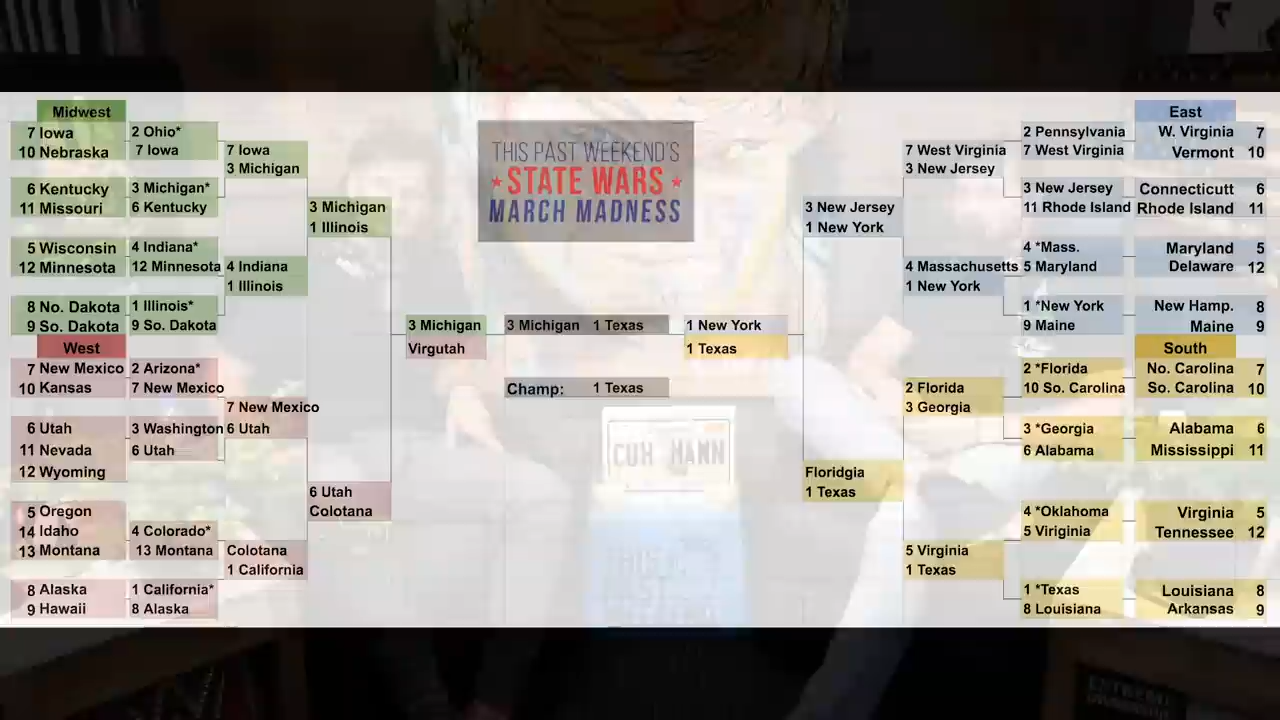 Midwest
7 Iowa
10 Nebraska
6 Kentucky
11 Missouri
5 Wisconsin
12 Minnesota
8 No. Dakota
9 So. Dakota
West
7 New Mexico
10 Kansas
6 Utah
11 Nevada
12 Wyoming
5 Oregon
14 Idaho
13 Montana
8 Alaska
9 Hawaii
2 Ohio*
7 Iowa
3 Michigan*
6 Kentucky
4 Indiana*
12 Minnesota
1 Illinois*
9 So. Dakota
2 Arizona*
7 New Mexico
3 Washington
6 Utah
4 Colorado*
13 Montana
1 California*
8 Alaska
7 Iowa
3 Michigan
4 Indiana
1 Illinois
7 New Mexico
6 Utah
Colotana
1 California
3 Michigan
1 Illinois
6 Utah
Colotana
3 Michigan
Virgutah
THIS PAST WEEKEND'S
STATE WARS
MARCH MADNESS
3 Michigan 1 Texas
Champ: 1 Texas
CUH MANN
1 New York
1 Texas
3 New Jersey
1 New York
Floridgia
1 Texas
7 West Virginia
3 New Jersey
4 Massachusetts
1 New York
2 Florida
3 Georgia
5 Virginia
1 Texas
2 Pennsylvania
7 West Virginia
3 New Jersey
11 Rhode Island
4 *Mass.
5 Maryland
1 *New York
9 Maine
2 *Florida
10 So. Carolina
3 *Georgia
6 Alabama
4 *Oklahoma
5 Viriginia
1 *Texas
8 Louisiana
East
W. Virginia 7
Vermont 10
Connecticutt 6
Rhode Island 11
Maryland 5
Delaware 12
New Hamp. 8
Maine 9
South
No. Carolina 7
So. Carolina 10
Alabama 6
Mississippi 11
Virginia 5
Tennessee 12
Louisiana 8
Arkansas 9